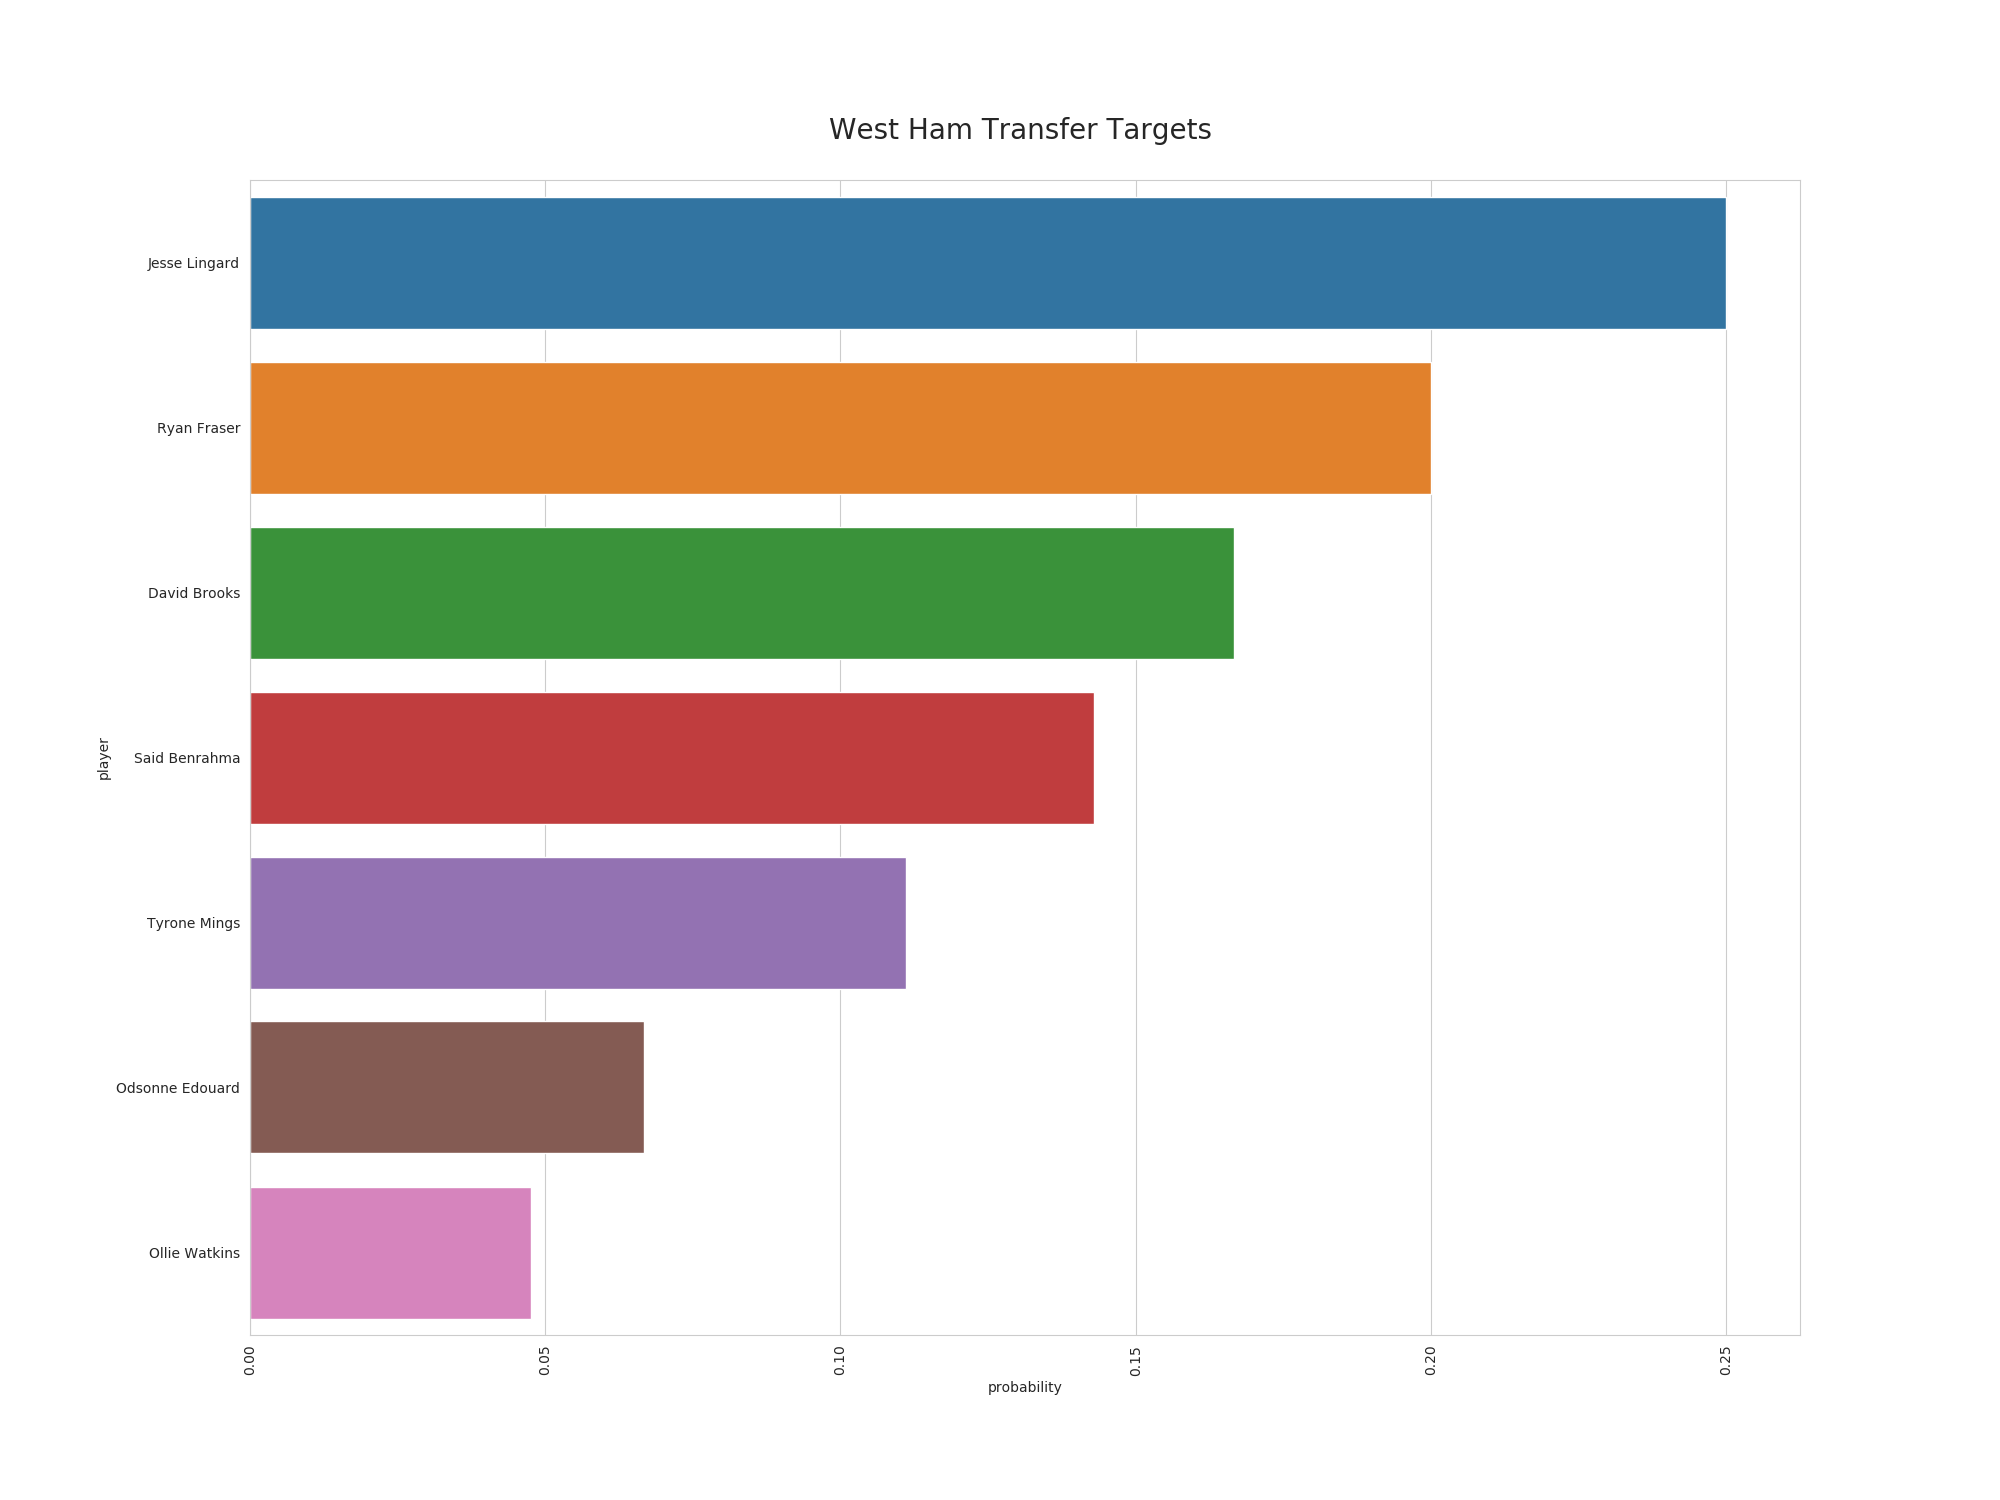 West Ham Transfer Targets
Jesse Lingard
Ryan Fraser
David Brooks
Said Benrahma
Tyrone Mings
Odsonne Edouard
Ollie Watkins
player
0.00 0.05 0.10 0.15 0.20 0.25
probability